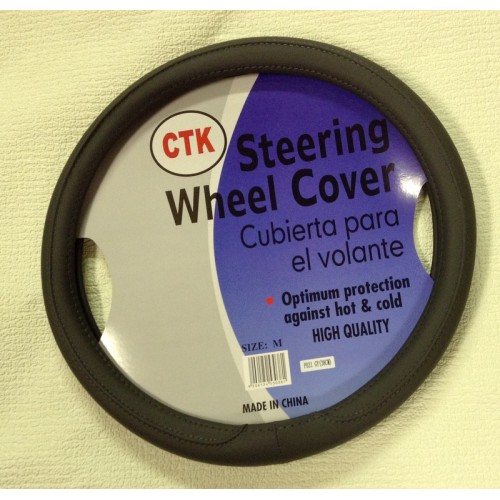 CTK
Steering
Wheel Cover
Cubierta para
el volante
Optimum protection
against hot & cold
HIGH QUALITY
SIZE: M
MADE IN CHINA